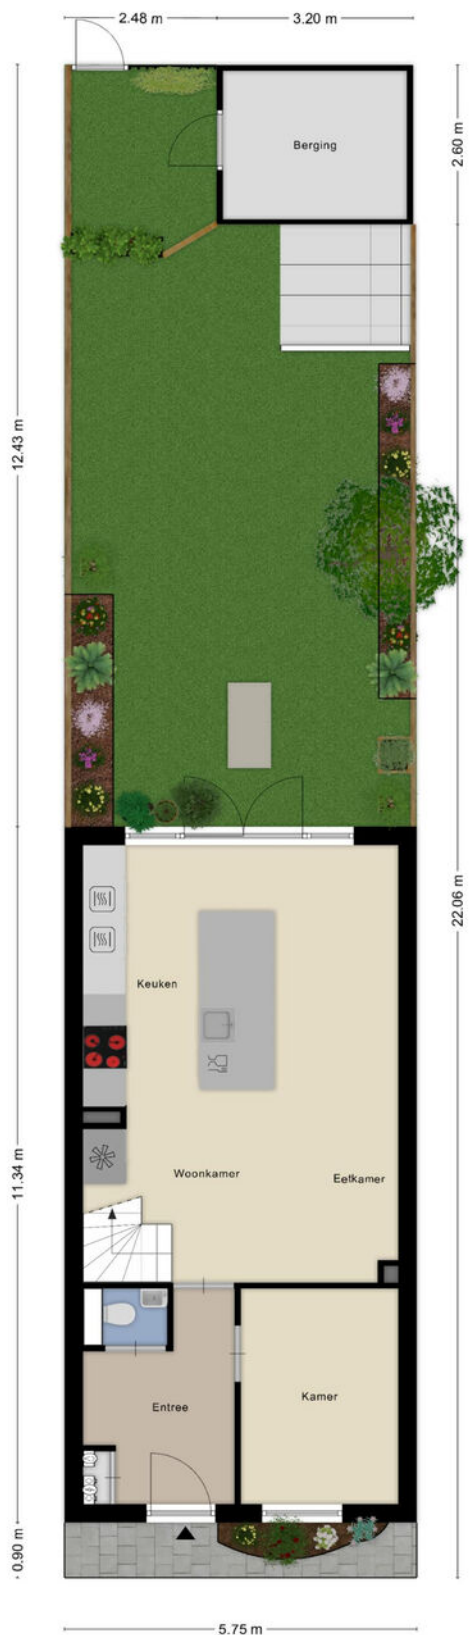 2.48 m
3.20 m
Berging
2.60 m
12.43 m
22.06 m
Keuken
Woonkamer
Eetkamer
11.34 m
Kamer
Entree
0.90 m
5.75 m